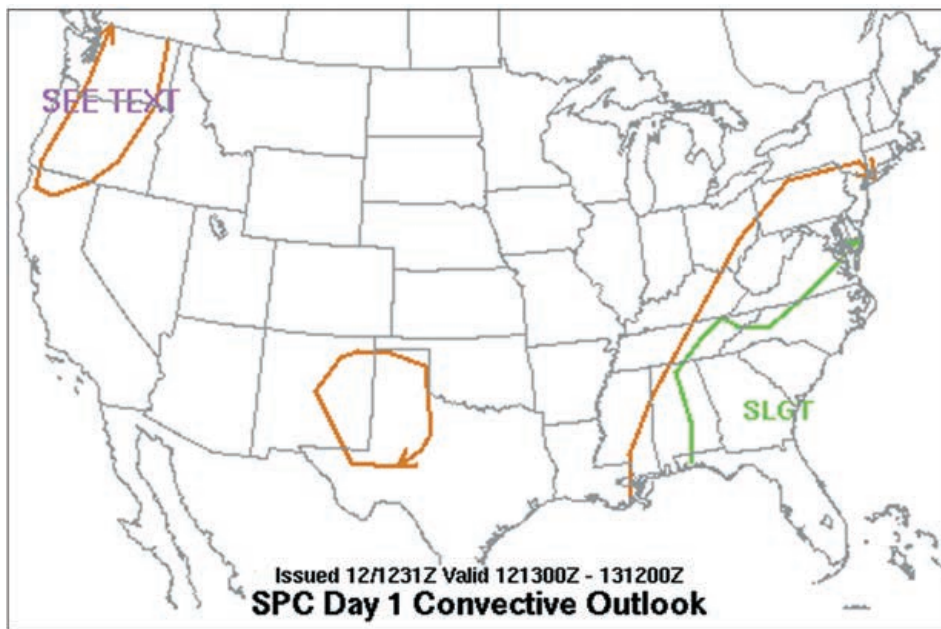 SEE TEXT
SLGT
Issued 12/1231Z Valid 121300Z - 131200Z
SPC Day 1 Convective Outlook